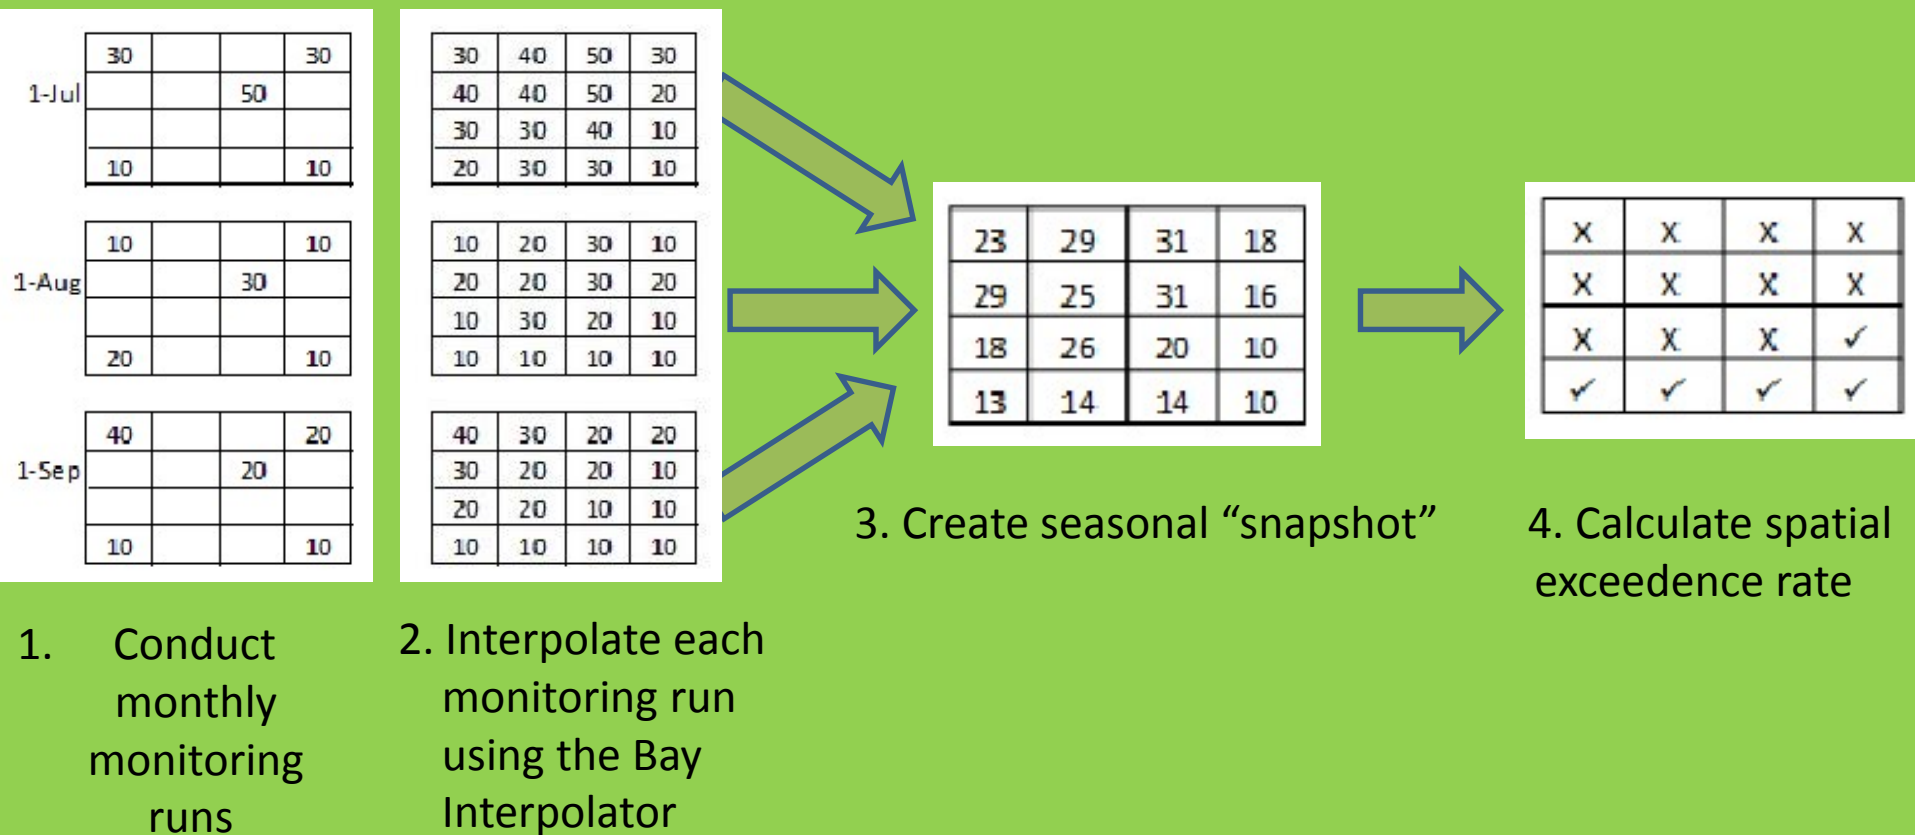 1-Jul
30 30
50
10 10
1-Aug
10 10
30
20 10
1-Sep
40 20
20
10 10
30 40 50 30
40 40 50 20
30 30 40 10
20 30 30 10
10 20 30 10
20 20 30 20
10 30 20 10
10 10 10 10
40 30 20 20
30 20 20 10
20 20 10 10
10 10 10 10
23 29 31 18
29 25 31 16
18 26 20 10
13 14 14 10
X X X X
X X X X
X X X ✓
✓ ✓ ✓ ✓
1. Conduct
monthly
monitoring
runs
2. Interpolate each
monitoring run
using the Bay
Interpolator
3. Create seasonal “snapshot”
4. Calculate spatial
exceedence rate